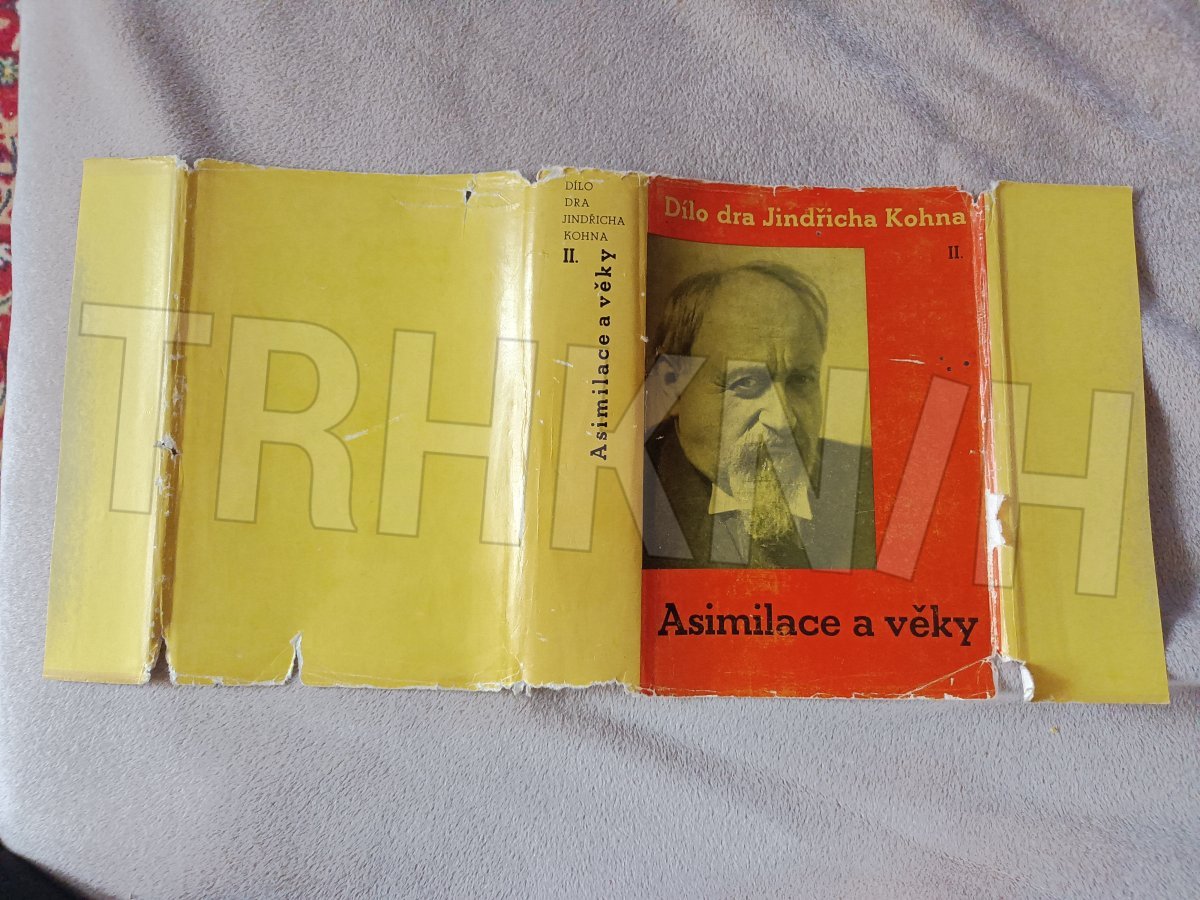 DÍLO
DRA
JINDŘICHA
KOHNA
II.
Asimilace a věky
Dílo dra Jindřicha Kohna
II.
Asimilace a věky
TRHKNIH